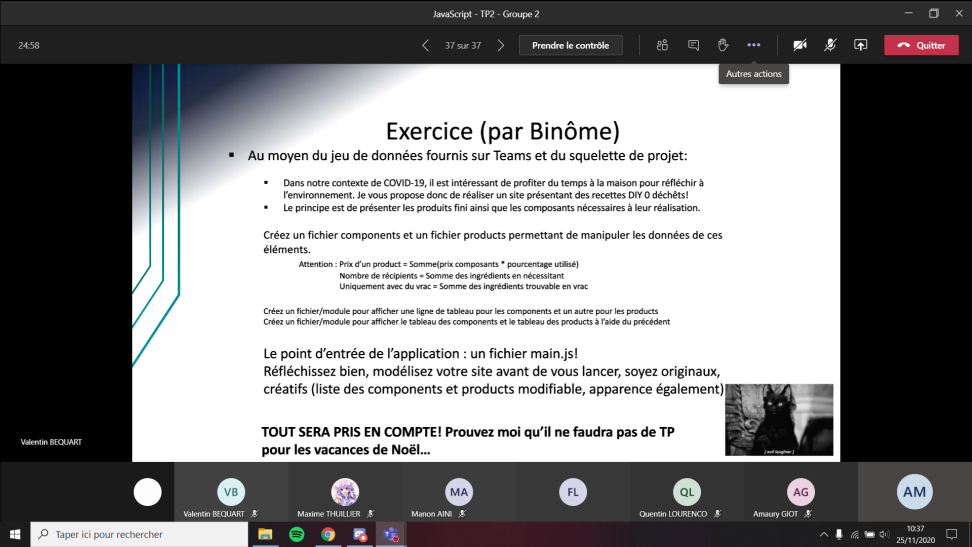 JavaScript - TP2 - Groupe 2
24:58
37 sur 37
Prendre le contrôle
Quitter
Autres actions
Exercice (par Binôme)
Au moyen du jeu de données fournis sur Teams et du squelette de projet:
Dans notre contexte de COVID-19, il est intéressant de profiter du temps à la maison pour réfléchir à
l'environnement. Je vous propose donc de réaliser un site présentant des recettes DIY 0 déchêts!
Le principe est de présenter les produits fini ainsi que les composants nécessaires à leur réalisation.
Créez un fichier components et un fichier products permettant de manipuler les données de ces
éléments.
Attention : Prix d'un product = Somme(prix composants * pourcentage utilisé)
Nombre de récipients = Somme des ingrédients en nécessitant
Uniquement avec du vrac = Somme des ingrédients trouvable en vrac
Créez un fichier/module pour afficher une ligne de tableau pour les components et un autre pour les products
Créez un fichier/module pour afficher le tableau des components et le tableau des products à l'aide du précédent
Le point d'entrée de l'application : un fichier main.js!
Réfléchissez bien, modélisez votre site avant de vous lancer, soyez originaux,
créatifs (liste des components et products modifiable, apparence également)
[ evil laughter ]
TOUT SERA PRIS EN COMPTE! Prouvez moi qu'il ne faudra pas de TP
pour les vacances de Noël...
Valentin BEQUART
VB
MA
FL
QL
AG
AM
Valentin BEQUART
Maxime THUILLIER
Manon AINI
Quentin LOURENCO
Amaury GIOT
Taper ici pour rechercher
10:37
25/11/2020